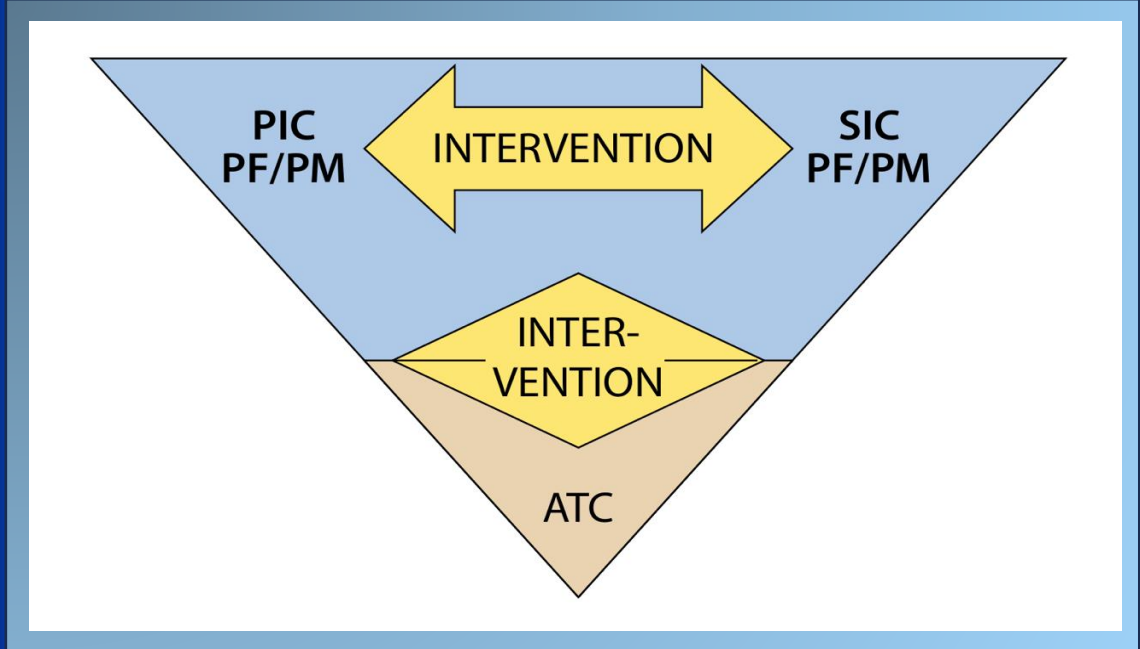 PIC
PF/PM
INTERVENTION
SIC
PF/PM
INTER-
VENTION
ATC